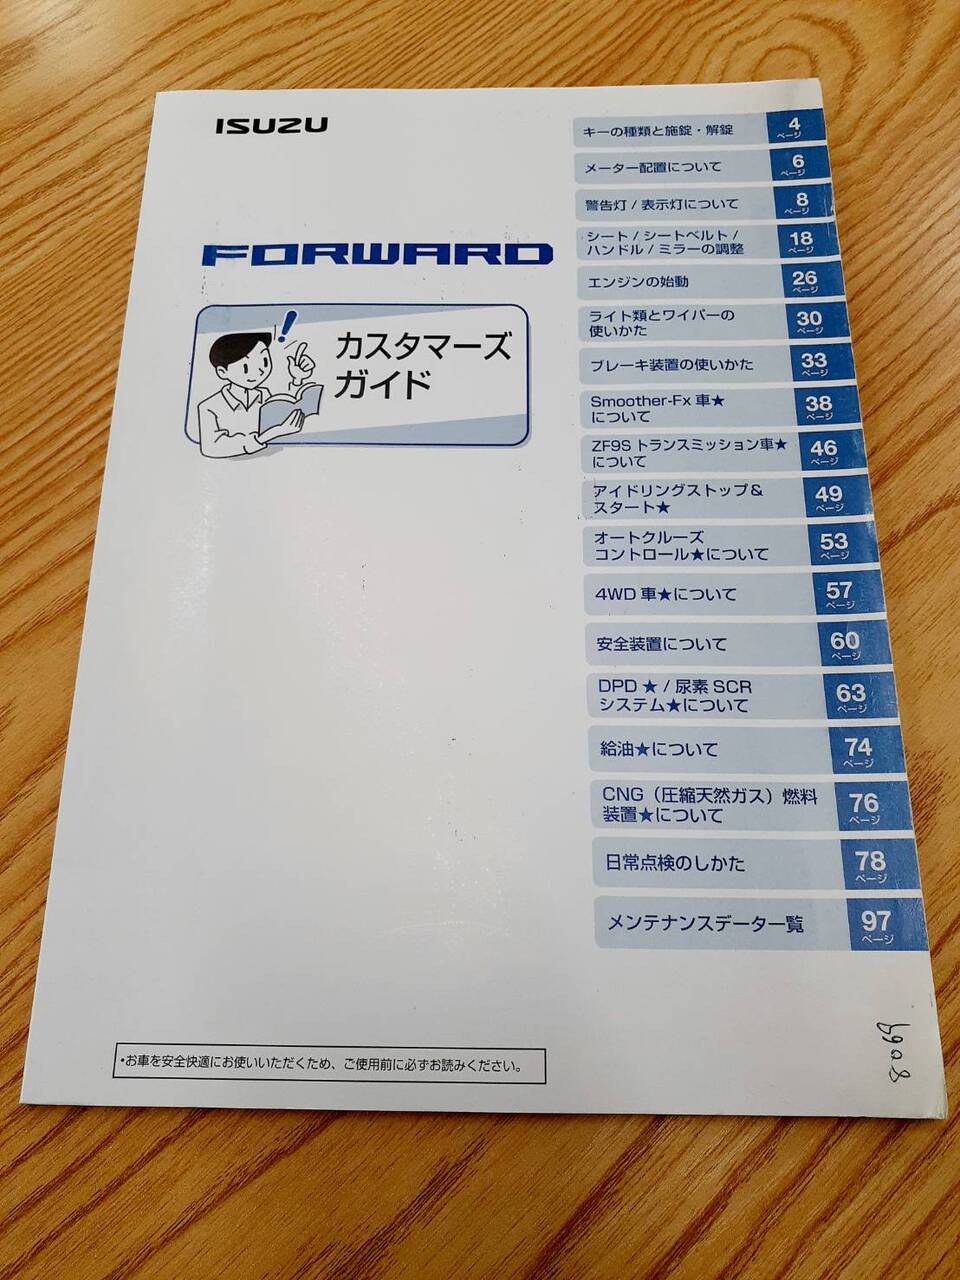 ISUZU
FORWARD
カスタマーズ
ガイド
キーの種類と施錠・解錠
4
ページ
メーター配置について
6
ページ
警告灯 / 表示灯について
8
ページ
シート / シートベルト /
ハンドル / ミラーの調整
18
ページ
エンジンの始動
26
ページ
ライト類とワイパーの
使いかた
30
ページ
ブレーキ装置の使いかた
33
ページ
Smoother-Fx 車★
について
38
ページ
ZF9S トランスミッション車★
について
46
ページ
アイドリングストップ&
スタート★
49
ページ
オートクルーズ
コントロール★について
53
ページ
4WD 車★について
57
ページ
安全装置について
60
ページ
DPD ★ / 尿素 SCR
システム★について
63
ページ
給油★について
74
ページ
CNG（圧縮天然ガス）燃料
装置★について
76
ページ
日常点検のしかた
78
ページ
メンテナンスデータ一覧
97
ページ
•お車を安全快適にお使いいただくため、ご使用前に必ずお読みください。